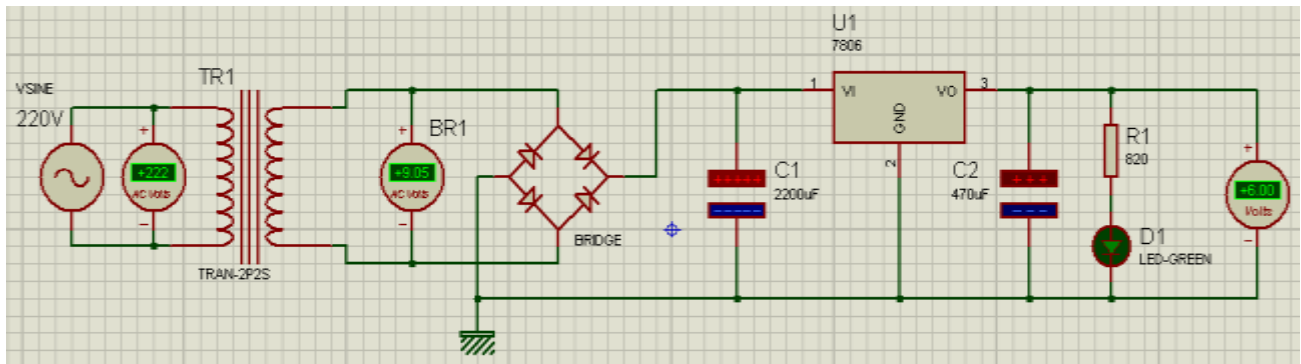 VSINE
220V
+
+222
AC Volts
−
TR1
TRAN-2P2S
+
+9.05
AC Volts
−
BR1
BRIDGE
+++++
−−−−−
C1
2200uF
U1
7806
1
VI
VO
3
GND
2
+++
−−−
C2
470uF
R1
820
D1
LED-GREEN
+
+6.00
Volts
−